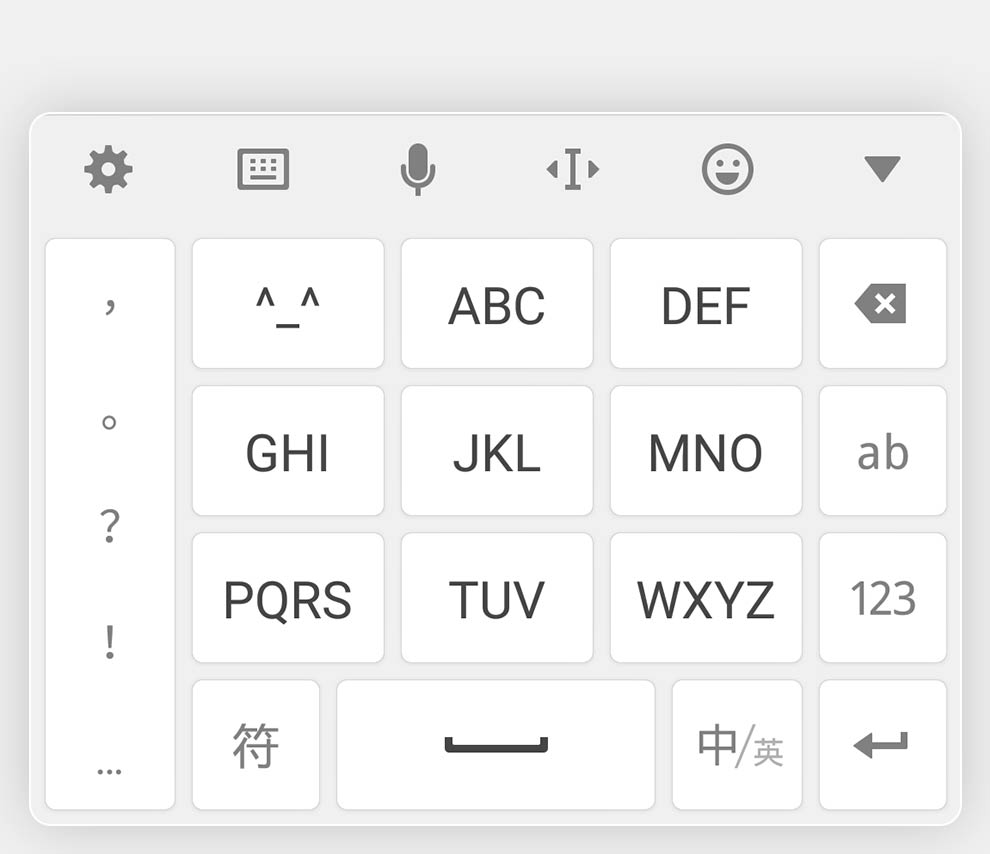 ，
^_^ ABC DEF
。
GHI JKL MNO ab
？
PQRS TUV WXYZ 123
！
符 中/英
…